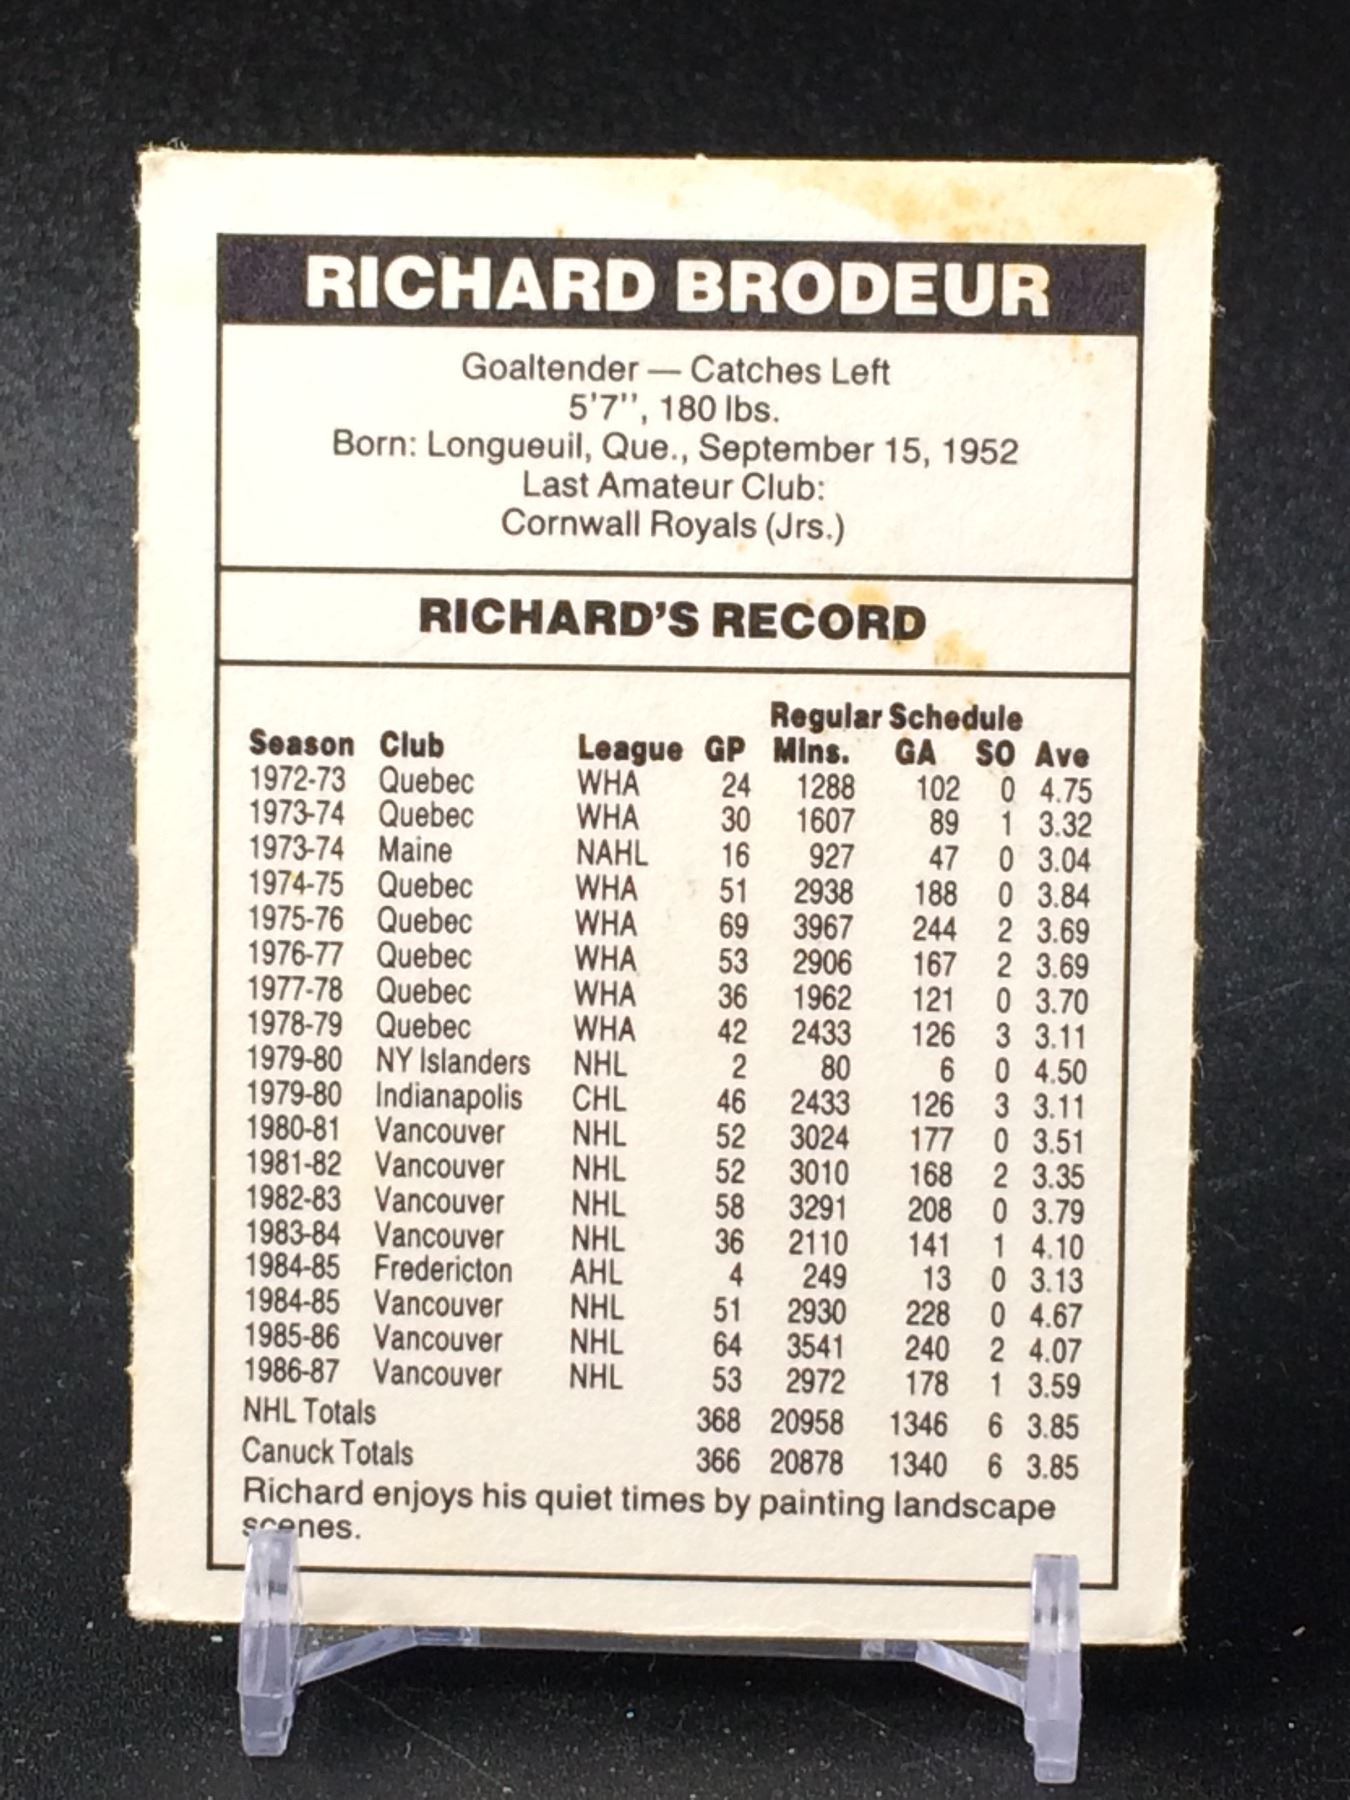 RICHARD BRODEUR
Goaltender — Catches Left
5'7'', 180 lbs.
Born: Longueuil, Que., September 15, 1952
Last Amateur Club:
Cornwall Royals (Jrs.)
RICHARD'S RECORD
Regular Schedule
Season Club League GP Mins. GA SO Ave
1972-73 Quebec WHA 24 1288 102 0 4.75
1973-74 Quebec WHA 30 1607 89 1 3.32
1973-74 Maine NAHL 16 927 47 0 3.04
1974-75 Quebec WHA 51 2938 188 0 3.84
1975-76 Quebec WHA 69 3967 244 2 3.69
1976-77 Quebec WHA 53 2906 167 2 3.69
1977-78 Quebec WHA 36 1962 121 0 3.70
1978-79 Quebec WHA 42 2433 126 3 3.11
1979-80 NY Islanders NHL 2 80 6 0 4.50
1979-80 Indianapolis CHL 46 2433 126 3 3.11
1980-81 Vancouver NHL 52 3024 177 0 3.51
1981-82 Vancouver NHL 52 3010 168 2 3.35
1982-83 Vancouver NHL 58 3291 208 0 3.79
1983-84 Vancouver NHL 36 2110 141 1 4.10
1984-85 Fredericton AHL 4 249 13 0 3.13
1984-85 Vancouver NHL 51 2930 228 0 4.67
1985-86 Vancouver NHL 64 3541 240 2 4.07
1986-87 Vancouver NHL 53 2972 178 1 3.59
NHL Totals 368 20958 1346 6 3.85
Canuck Totals 366 20878 1340 6 3.85
Richard enjoys his quiet times by painting landscape
scenes.